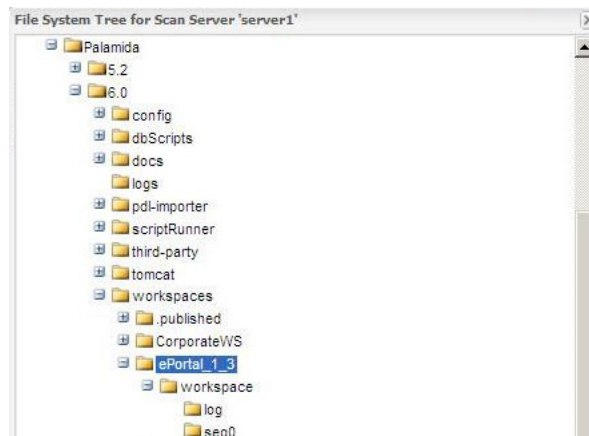 File System Tree for Scan Server 'server1'
Palamida
5.2
6.0
config
dbScripts
docs
logs
pdl-importer
scriptRunner
third-party
tomcat
workspaces
.published
CorporateWS
ePortal_1_3
workspace
log
seg0